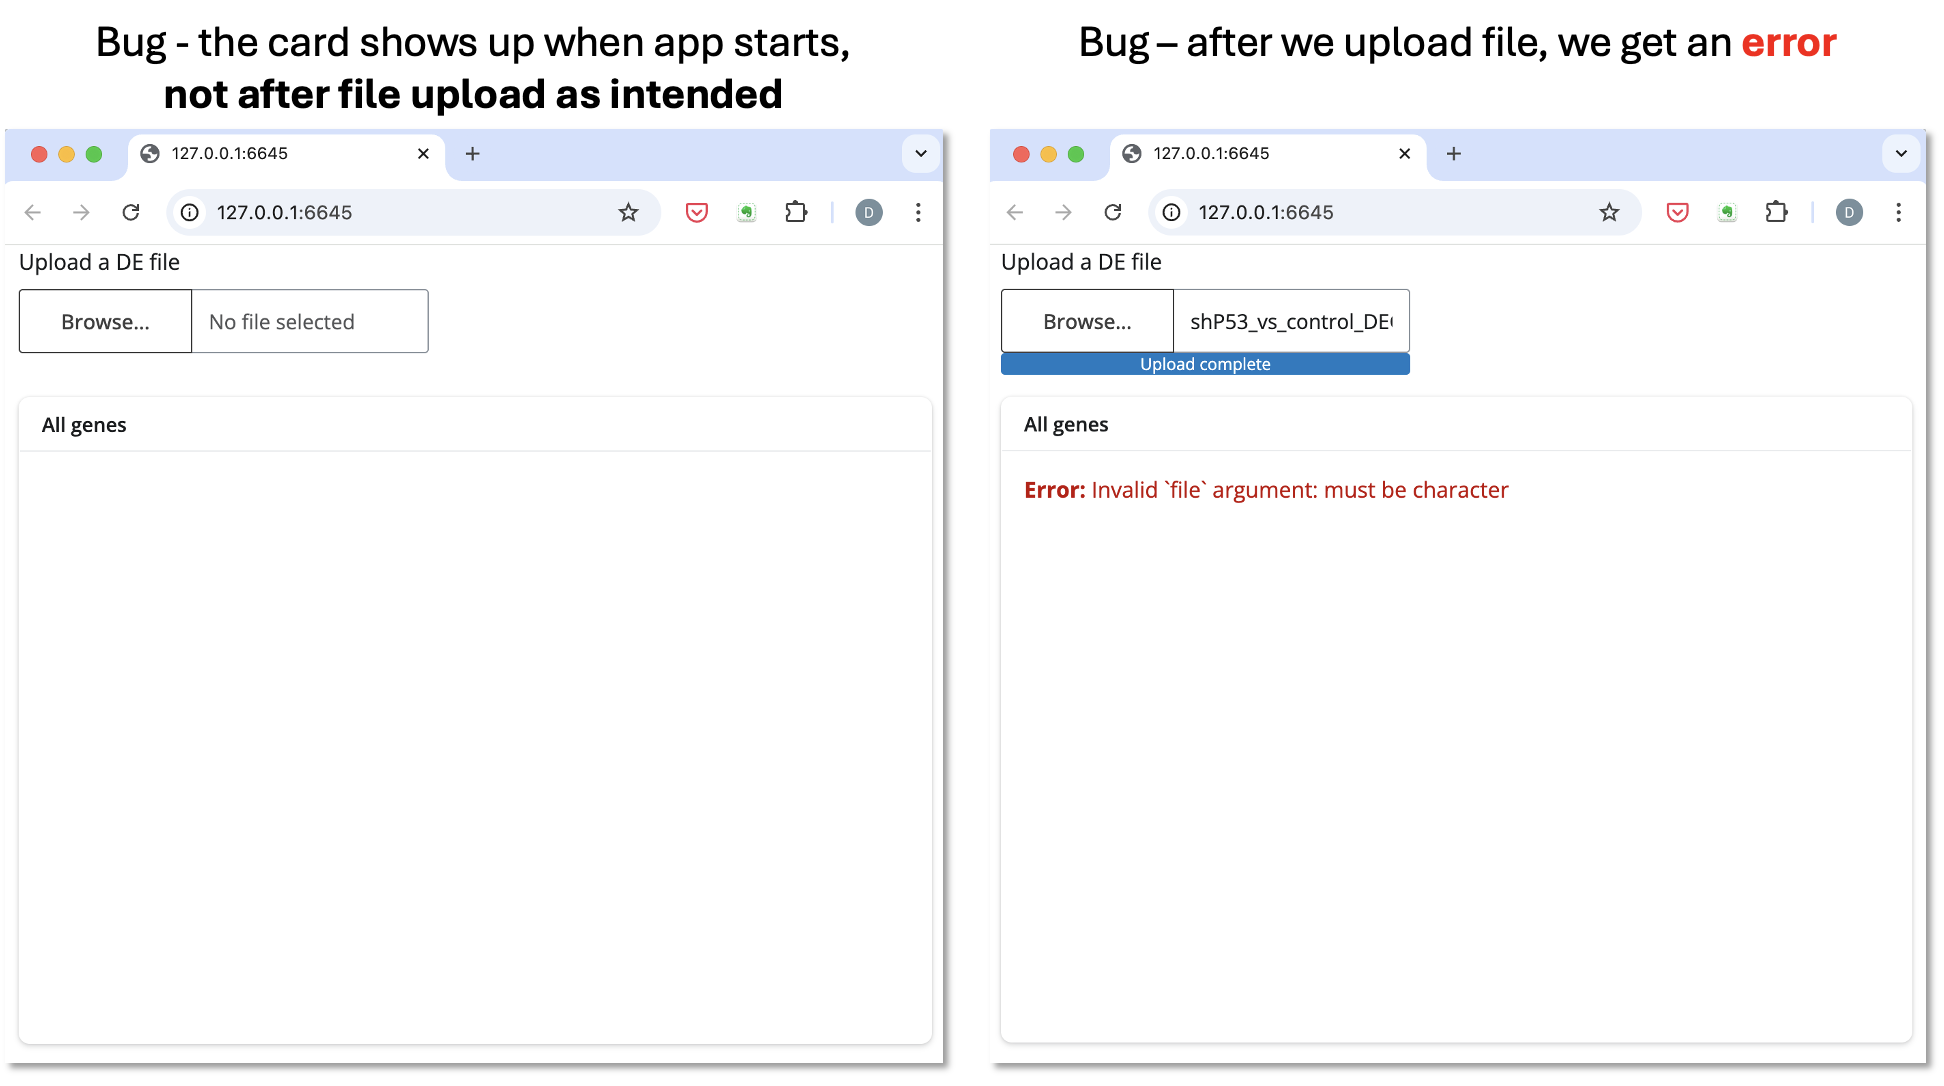 Bug - the card shows up when app starts,
not after file upload as intended
127.0.0.1:6645
127.0.0.1:6645
D
Upload a DE file
Browse...
No file selected
All genes
Bug – after we upload file, we get an error
127.0.0.1:6645
127.0.0.1:6645
D
Upload a DE file
Browse...
shP53_vs_control_DE
Upload complete
All genes
Error: Invalid `file` argument: must be character